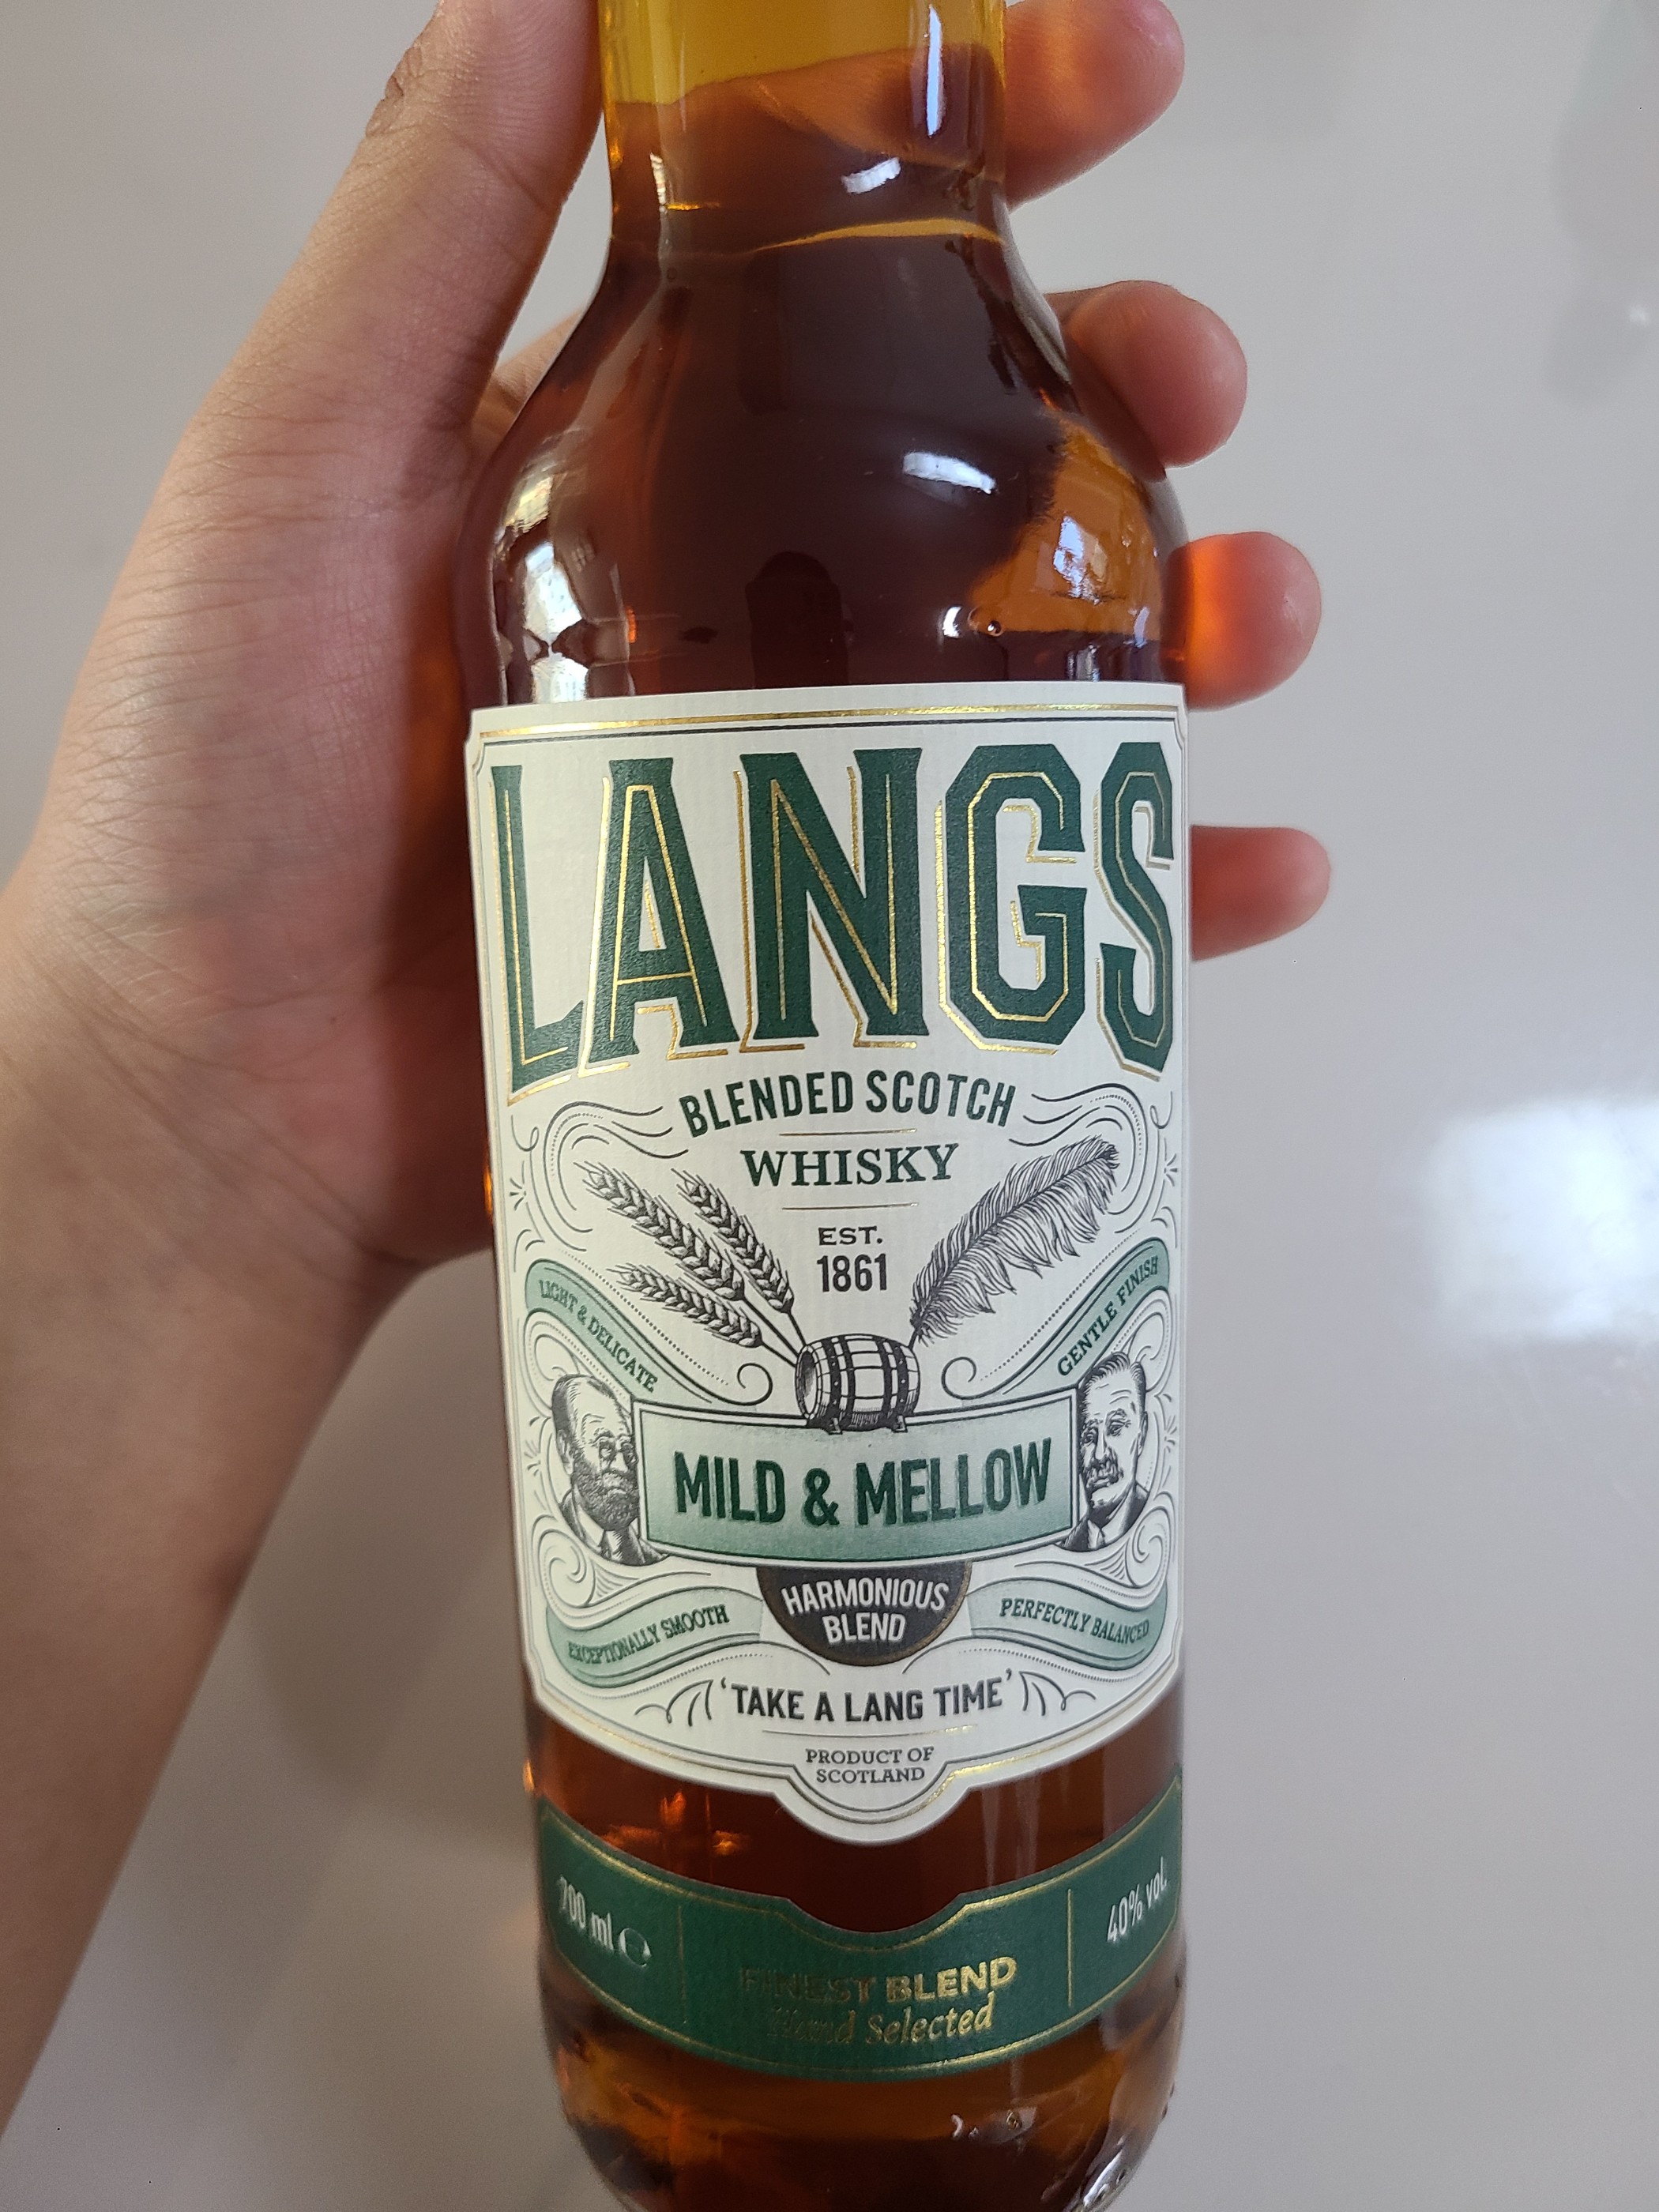 LANGS
BLENDED SCOTCH
WHISKY
EST.
1861
LIGHT & DELICATE
GENTLE FINISH
MILD & MELLOW
HARMONIOUS
BLEND
EXCEPTIONALLY SMOOTH
PERFECTLY BALANCED
'TAKE A LANG TIME'
PRODUCT OF
SCOTLAND
700 ml ℮
FINEST BLEND
Hand Selected
40% vol.